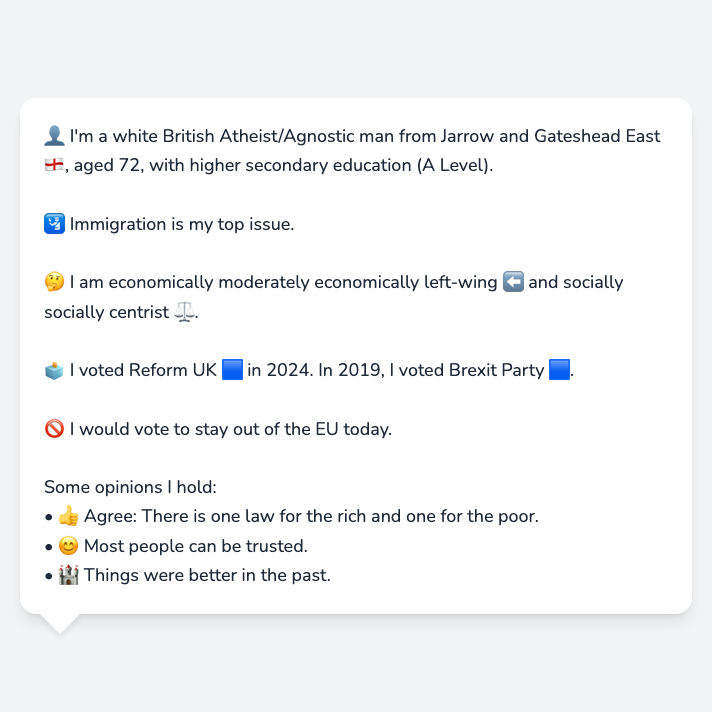 👤 I'm a white British Atheist/Agnostic man from Jarrow and Gateshead East
🏴󠁧󠁢󠁥󠁮󠁧󠁿, aged 72, with higher secondary education (A Level).
🛂 Immigration is my top issue.
🤔 I am economically moderately economically left-wing ⬅️ and socially
socially centrist ⚖️.
🗳️ I voted Reform UK 🟦 in 2024. In 2019, I voted Brexit Party 🟦.
🚫 I would vote to stay out of the EU today.
Some opinions I hold:
• 👍 Agree: There is one law for the rich and one for the poor.
• 😊 Most people can be trusted.
• 🏰 Things were better in the past.